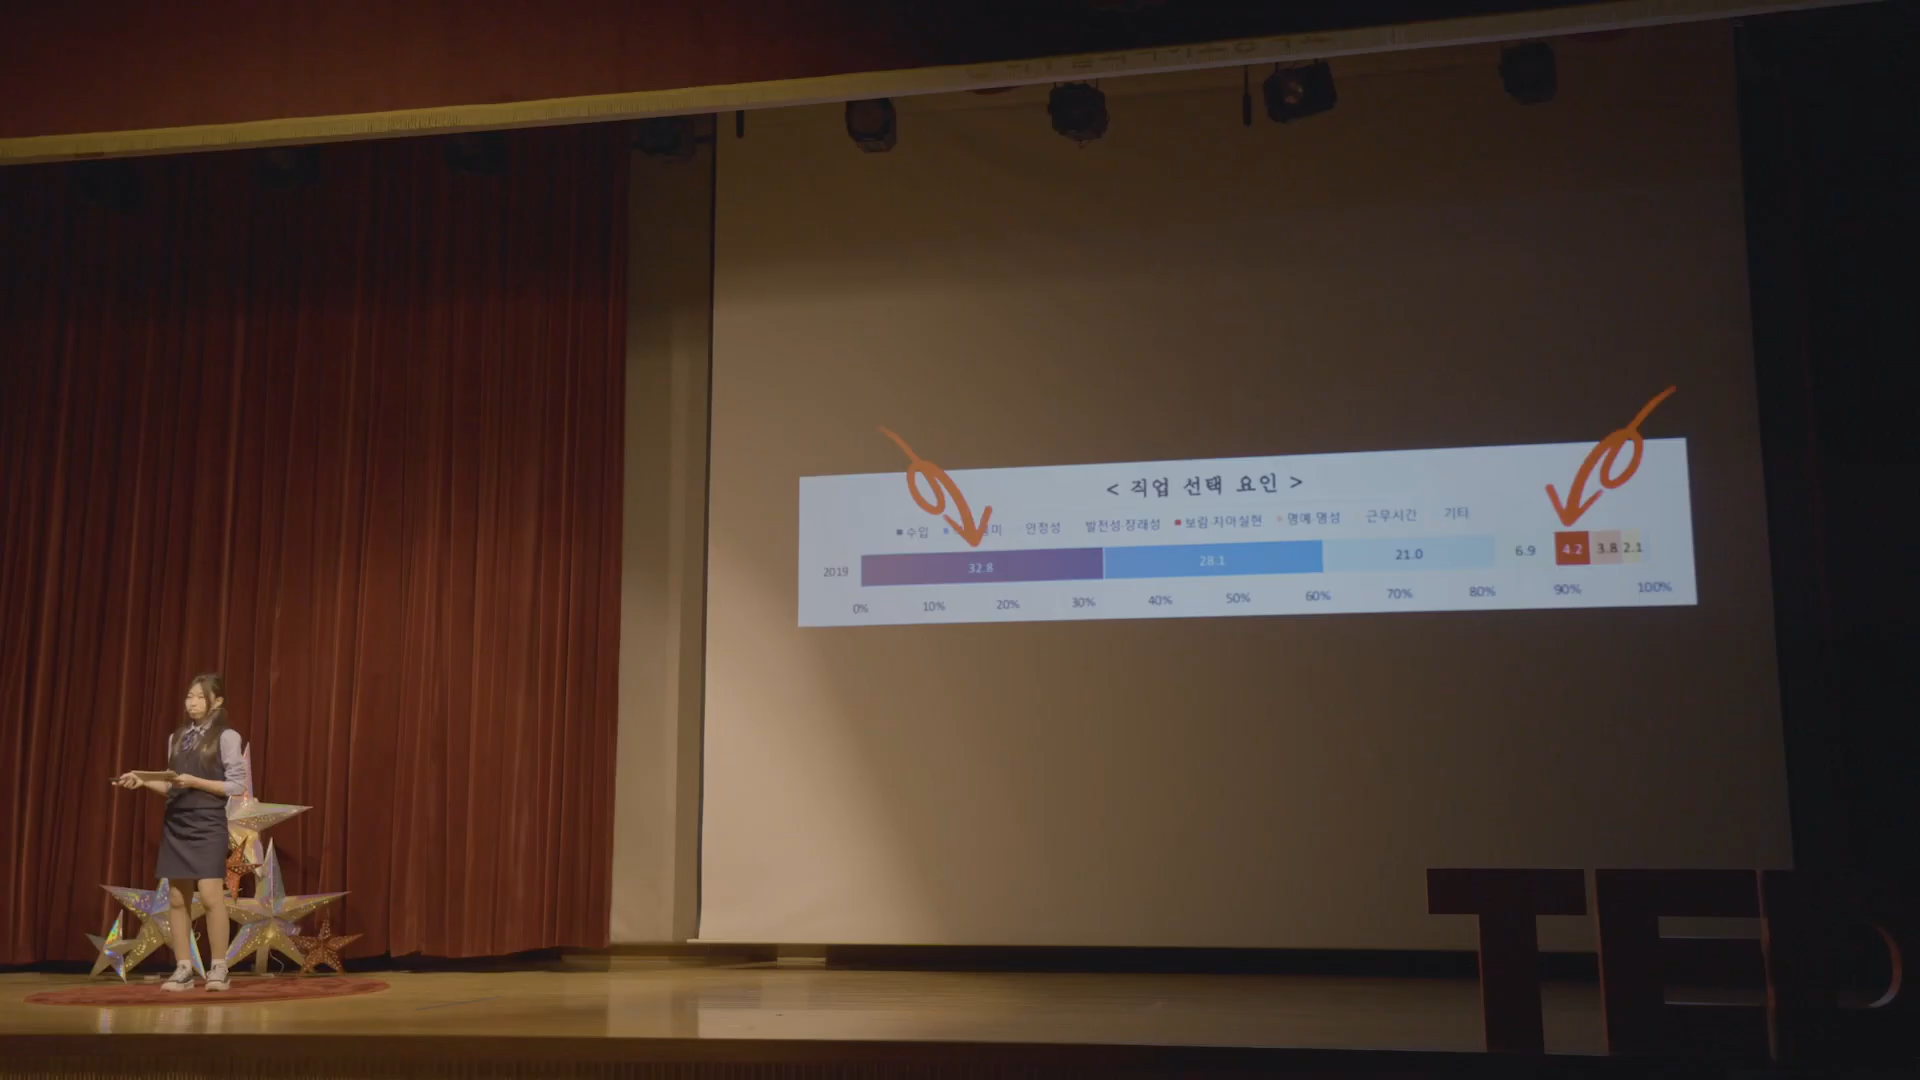 < 직업 선택 요인 >
수입 미 안정성 발전성·장래성 보람·자아실현 명예·명성 근무시간 기타
2019 32.8 28.1 21.0 6.9 4.2 3.8 2.1
0% 10% 20% 30% 40% 50% 60% 70% 80% 90% 100%
TED